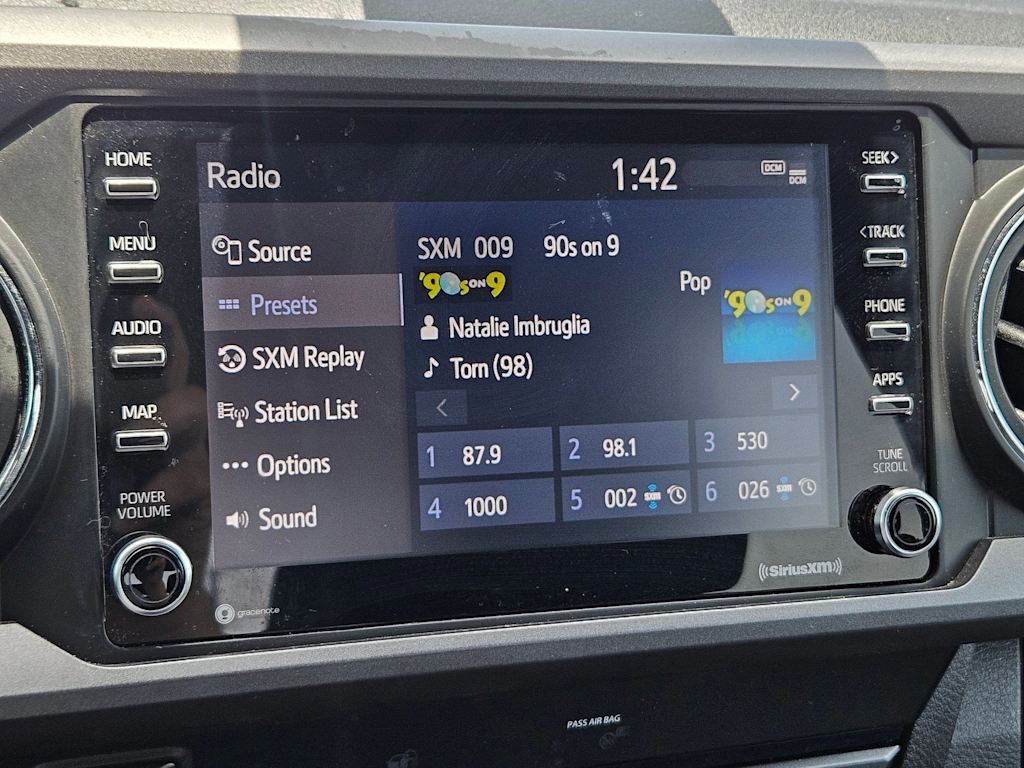 HOME
MENU
AUDIO
MAP
POWER
VOLUME
Radio
1:42
DCM
DCM
Source
Presets
SXM Replay
Station List
Options
Sound
SXM 009 90s on 9
'90s ON 9
Pop
'90s ON 9
Natalie Imbruglia
Torn (98)
<
>
1 87.9
2 98.1
3 530
4 1000
5 002 SXM
6 026 SXM
SEEK>
<TRACK
PHONE
APPS
TUNE
SCROLL
gracenote
SiriusXM
PASS AIR BAG